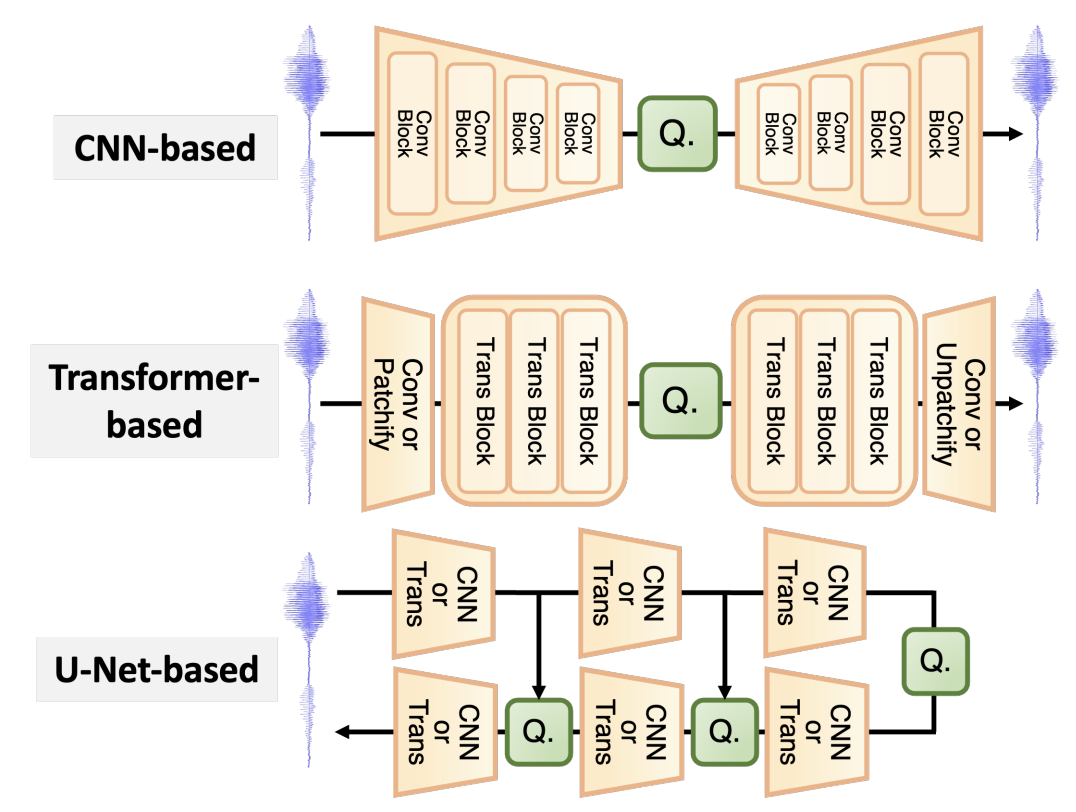 CNN-based
Conv
Block
Conv
Block
Conv
Block
Conv
Block
Q.
Conv
Block
Conv
Block
Conv
Block
Conv
Block
Transformer-
based
Conv or
Patchify
Trans Block
Trans Block
Trans Block
Q.
Trans Block
Trans Block
Trans Block
Conv or
Unpatchify
U-Net-based
CNN
or
Trans
CNN
or
Trans
CNN
or
Trans
Q.
CNN
or
Trans
Q.
CNN
or
Trans
Q.
CNN
or
Trans